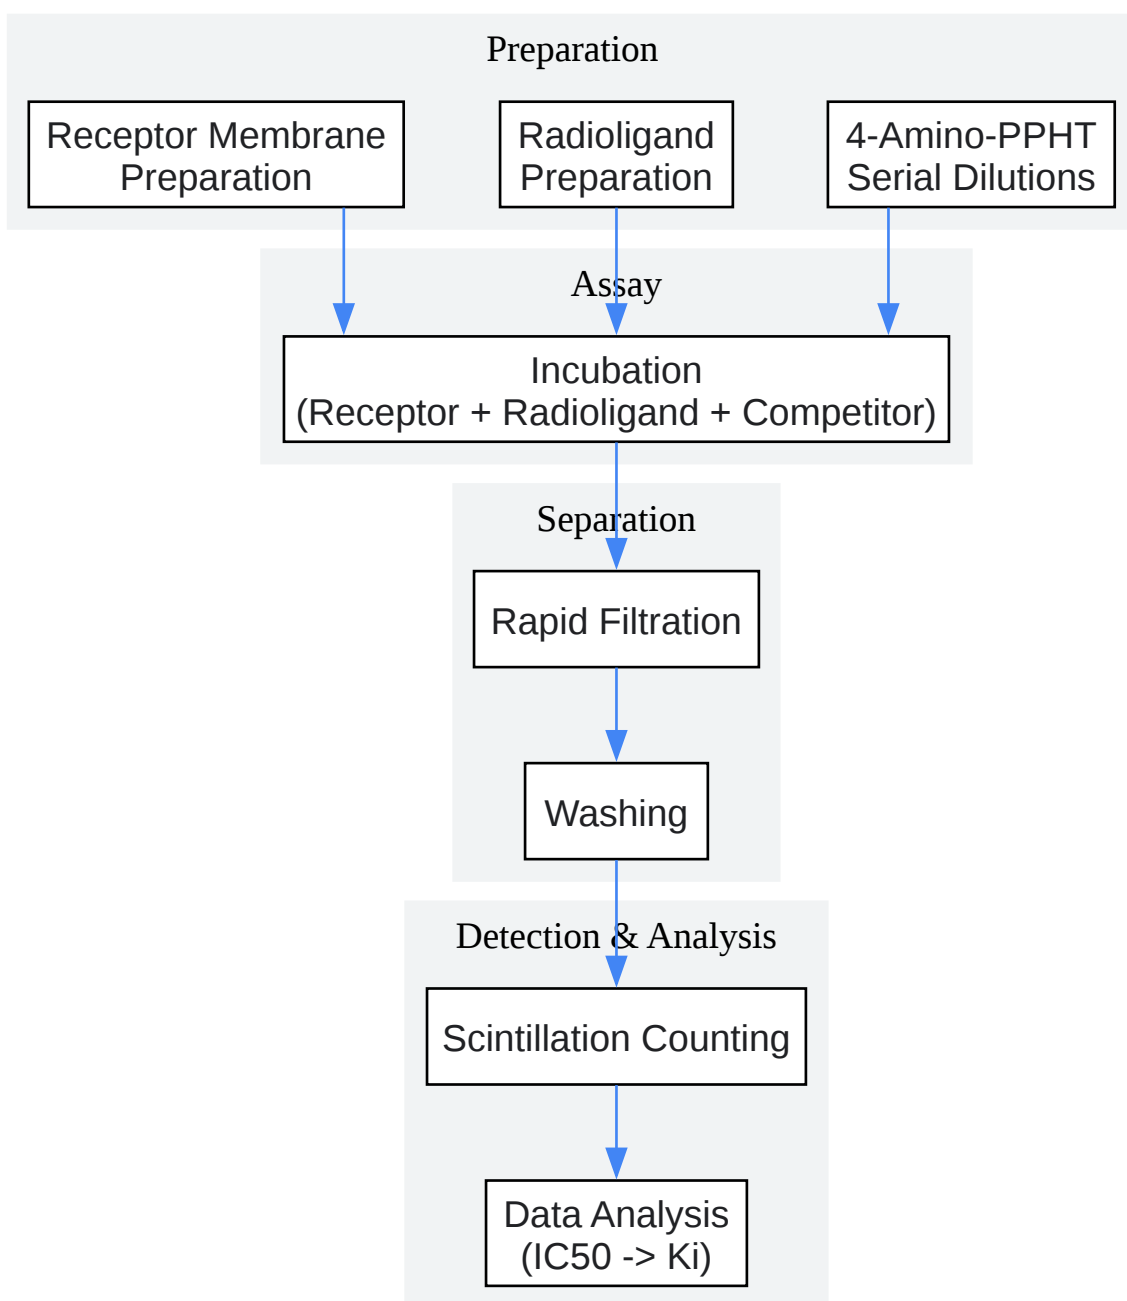 Preparation
Receptor Membrane
Preparation
Radioligand
Preparation
4-Amino-PPHT
Serial Dilutions
Assay
Incubation
(Receptor + Radioligand + Competitor)
Separation
Rapid Filtration
Washing
Detection & Analysis
Scintillation Counting
Data Analysis
(IC50 -> Ki)